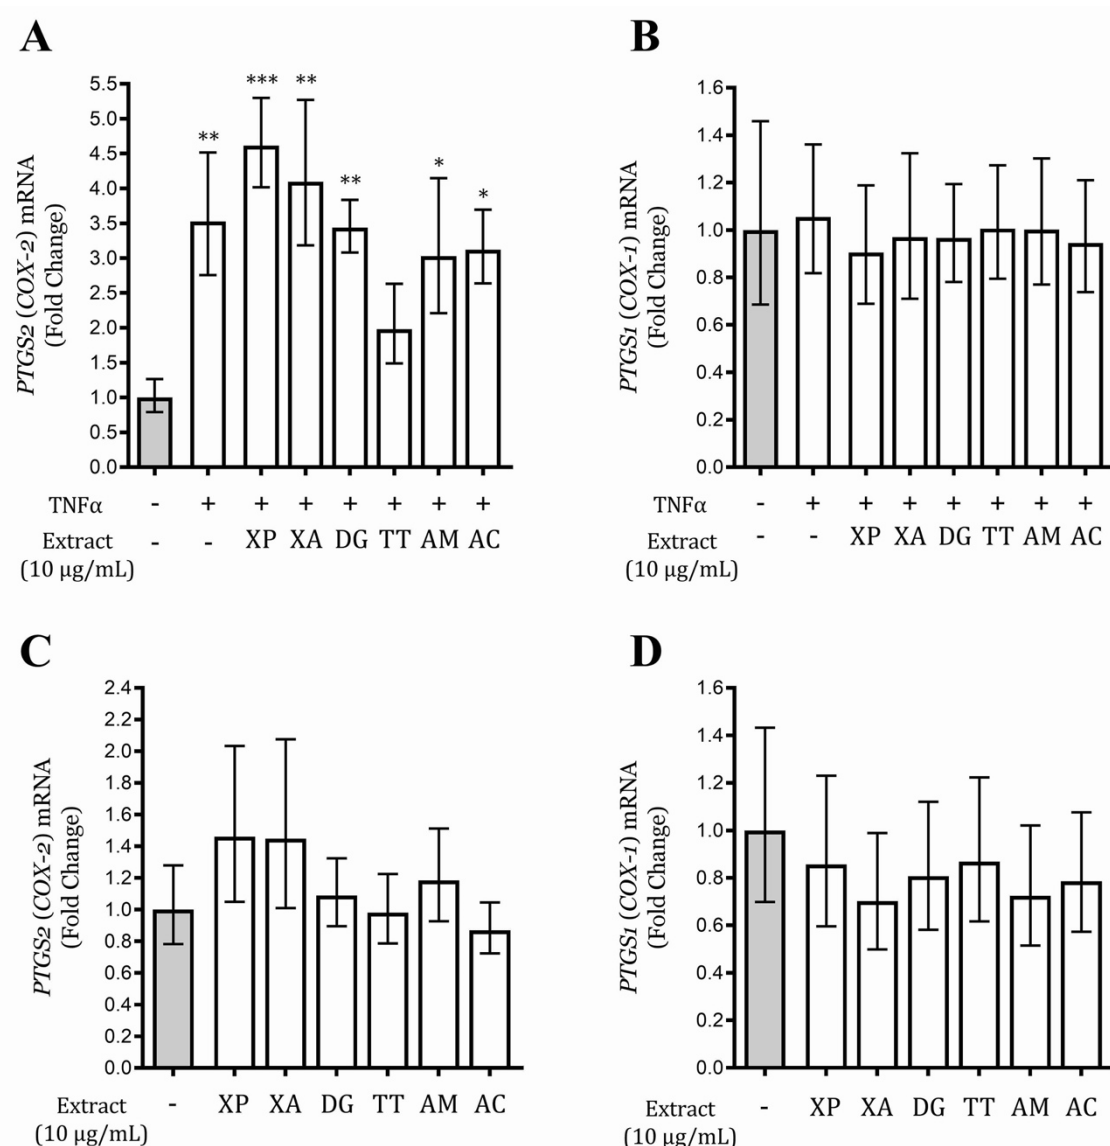 A
PTGS2 (COX-2) mRNA
(Fold Change)
5.5
5.0
4.5
4.0
3.5
3.0
2.5
2.0
1.5
1.0
0.5
0.0
** *** ** ** * *
TNFα - + + + + + + +
Extract - - XP XA DG TT AM AC
(10 µg/mL)
B
PTGS1 (COX-1) mRNA
(Fold Change)
1.6
1.4
1.2
1.0
0.8
0.6
0.4
0.2
0.0
TNFα - + + + + + + +
Extract - - XP XA DG TT AM AC
(10 µg/mL)
C
PTGS2 (COX-2) mRNA
(Fold Change)
2.4
2.2
2.0
1.8
1.6
1.4
1.2
1.0
0.8
0.6
0.4
0.2
0.0
Extract - XP XA DG TT AM AC
(10 µg/mL)
D
PTGS1 (COX-1) mRNA
(Fold Change)
1.6
1.4
1.2
1.0
0.8
0.6
0.4
0.2
0.0
Extract - XP XA DG TT AM AC
(10 µg/mL)